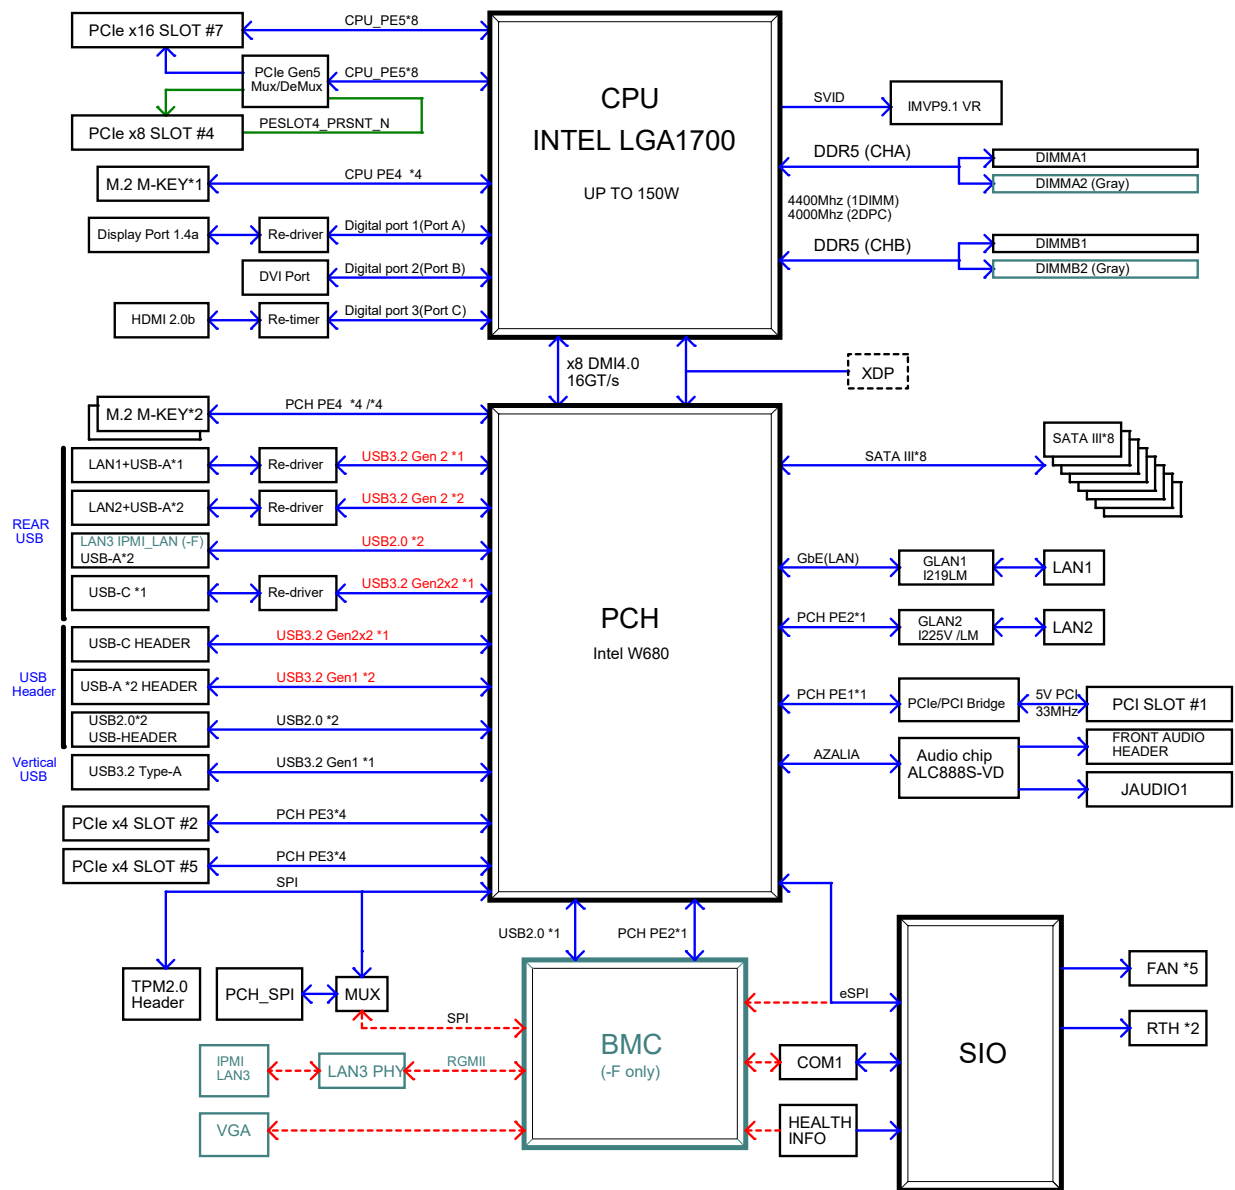 PCIe x16 SLOT #7
CPU_PE5*8
PCIe Gen5
Mux/DeMux
CPU_PE5*8
PCIe x8 SLOT #4
PESLOT4_PRSNT_N
M.2 M-KEY*1
CPU PE4 *4
Display Port 1.4a
Re-driver
Digital port 1(Port A)
DVI Port
Digital port 2(Port B)
HDMI 2.0b
Re-timer
Digital port 3(Port C)
CPU
INTEL LGA1700
UP TO 150W
SVID
IMVP9.1 VR
DDR5 (CHA)
DIMMA1
DIMMA2 (Gray)
4400Mhz (1DIMM)
4000Mhz (2DPC)
DDR5 (CHB)
DIMMB1
DIMMB2 (Gray)
x8 DMI4.0
16GT/s
XDP
M.2 M-KEY*2
PCH PE4 *4 /*4
REAR
USB
LAN1+USB-A*1
Re-driver
USB3.2 Gen 2 *1
LAN2+USB-A*2
Re-driver
USB3.2 Gen 2 *2
LAN3 IPMI_LAN (-F)
USB-A*2
USB2.0 *2
USB-C *1
Re-driver
USB3.2 Gen2x2 *1
USB
Header
USB-C HEADER
USB3.2 Gen2x2 *1
USB-A *2 HEADER
USB3.2 Gen1 *2
USB2.0*2
USB-HEADER
USB2.0 *2
Vertical
USB
USB3.2 Type-A
USB3.2 Gen1 *1
PCIe x4 SLOT #2
PCH PE3*4
PCIe x4 SLOT #5
PCH PE3*4
SPI
PCH
Intel W680
SATA III*8
SATA III*8
GbE(LAN)
GLAN1
I219LM
LAN1
PCH PE2*1
GLAN2
I225V /LM
LAN2
PCH PE1*1
PCIe/PCI Bridge
5V PCI
33MHz
PCI SLOT #1
AZALIA
Audio chip
ALC888S-VD
FRONT AUDIO
HEADER
JAUDIO1
USB2.0 *1
PCH PE2*1
TPM2.0
Header
PCH_SPI
MUX
SPI
IPMI
LAN3
LAN3 PHY
RGMII
VGA
BMC
(-F only)
eSPI
COM1
HEALTH
INFO
SIO
FAN *5
RTH *2